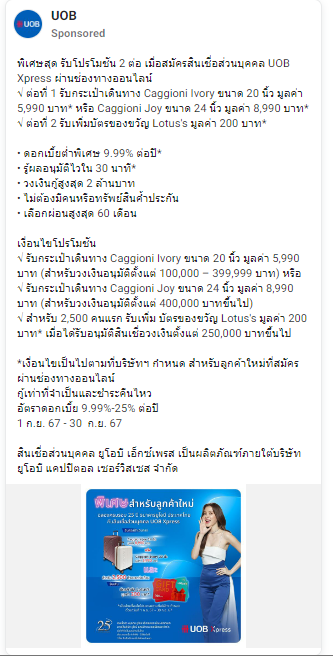 UOB
Sponsored
พิเศษสุด รับโปรโมชัน 2 ต่อ เมื่อสมัครสินเชื่อส่วนบุคคล UOB
Xpress ผ่านช่องทางออนไลน์
√ ต่อที่ 1 รับกระเป๋าเดินทาง Caggioni Ivory ขนาด 20 นิ้ว มูลค่า
5,990 บาท* หรือ Caggioni Joy ขนาด 24 นิ้ว มูลค่า 8,990 บาท*
√ ต่อที่ 2 รับเพิ่มบัตรของขวัญ Lotus's มูลค่า 200 บาท*
• ดอกเบี้ยต่ำพิเศษ 9.99% ต่อปี*
• รู้ผลอนุมัติไวใน 30 นาที*
• วงเงินกู้สูงสุด 2 ล้านบาท
• ไม่ต้องมีคนหรือทรัพย์สินค้ำประกัน
• เลือกผ่อนสูงสุด 60 เดือน
เงื่อนไขโปรโมชัน
√ รับกระเป๋าเดินทาง Caggioni Ivory ขนาด 20 นิ้ว มูลค่า 5,990
บาท (สำหรับวงเงินอนุมัติตั้งแต่ 100,000 – 399,999 บาท) หรือ
√ รับกระเป๋าเดินทาง Caggioni Joy ขนาด 24 นิ้ว มูลค่า 8,990
บาท (สำหรับวงเงินอนุมัติตั้งแต่ 400,000 บาทขึ้นไป)
√ สำหรับ 2,500 คนแรก รับเพิ่ม บัตรของขวัญ Lotus's มูลค่า 200
บาท* เมื่อได้รับอนุมัติสินเชื่อวงเงินตั้งแต่ 250,000 บาทขึ้นไป
*เงื่อนไขเป็นไปตามที่บริษัทฯ กำหนด สำหรับลูกค้าใหม่ที่สมัคร
ผ่านช่องทางออนไลน์
กู้เท่าที่จำเป็นและชำระคืนไหว
อัตราดอกเบี้ย 9.99%-25% ต่อปี
1 ก.ย. 67 - 30 ก.ย. 67
สินเชื่อส่วนบุคคล ยูโอบี เอ็กซ์เพรส เป็นผลิตภัณฑ์ภายใต้บริษัท
ยูโอบี แคปปิตอล เซอร์วิสเซส จำกัด
พิเศษสำหรับลูกค้าใหม่
25
UOB Xpress